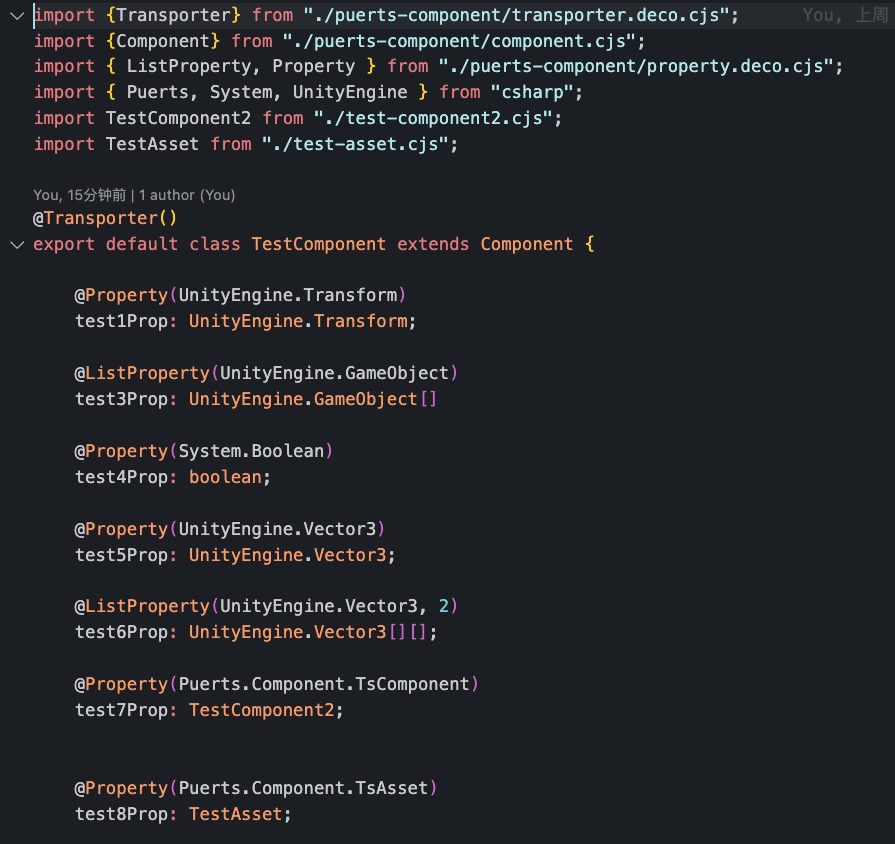 import {Transporter} from "./puerts-component/transporter.deco.cjs"; You, 上周
import {Component} from "./puerts-component/component.cjs";
import { ListProperty, Property } from "./puerts-component/property.deco.cjs";
import { Puerts, System, UnityEngine } from "csharp";
import TestComponent2 from "./test-component2.cjs";
import TestAsset from "./test-asset.cjs";
You, 15分钟前 | 1 author (You)
@Transporter()
export default class TestComponent extends Component {
@Property(UnityEngine.Transform)
test1Prop: UnityEngine.Transform;
@ListProperty(UnityEngine.GameObject)
test3Prop: UnityEngine.GameObject[]
@Property(System.Boolean)
test4Prop: boolean;
@Property(UnityEngine.Vector3)
test5Prop: UnityEngine.Vector3;
@ListProperty(UnityEngine.Vector3, 2)
test6Prop: UnityEngine.Vector3[][];
@Property(Puerts.Component.TsComponent)
test7Prop: TestComponent2;
@Property(Puerts.Component.TsAsset)
test8Prop: TestAsset;